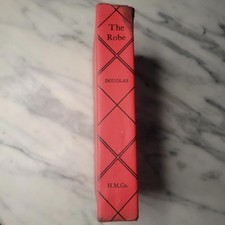 The
Robe
DOUGLAS
H.M.Co.